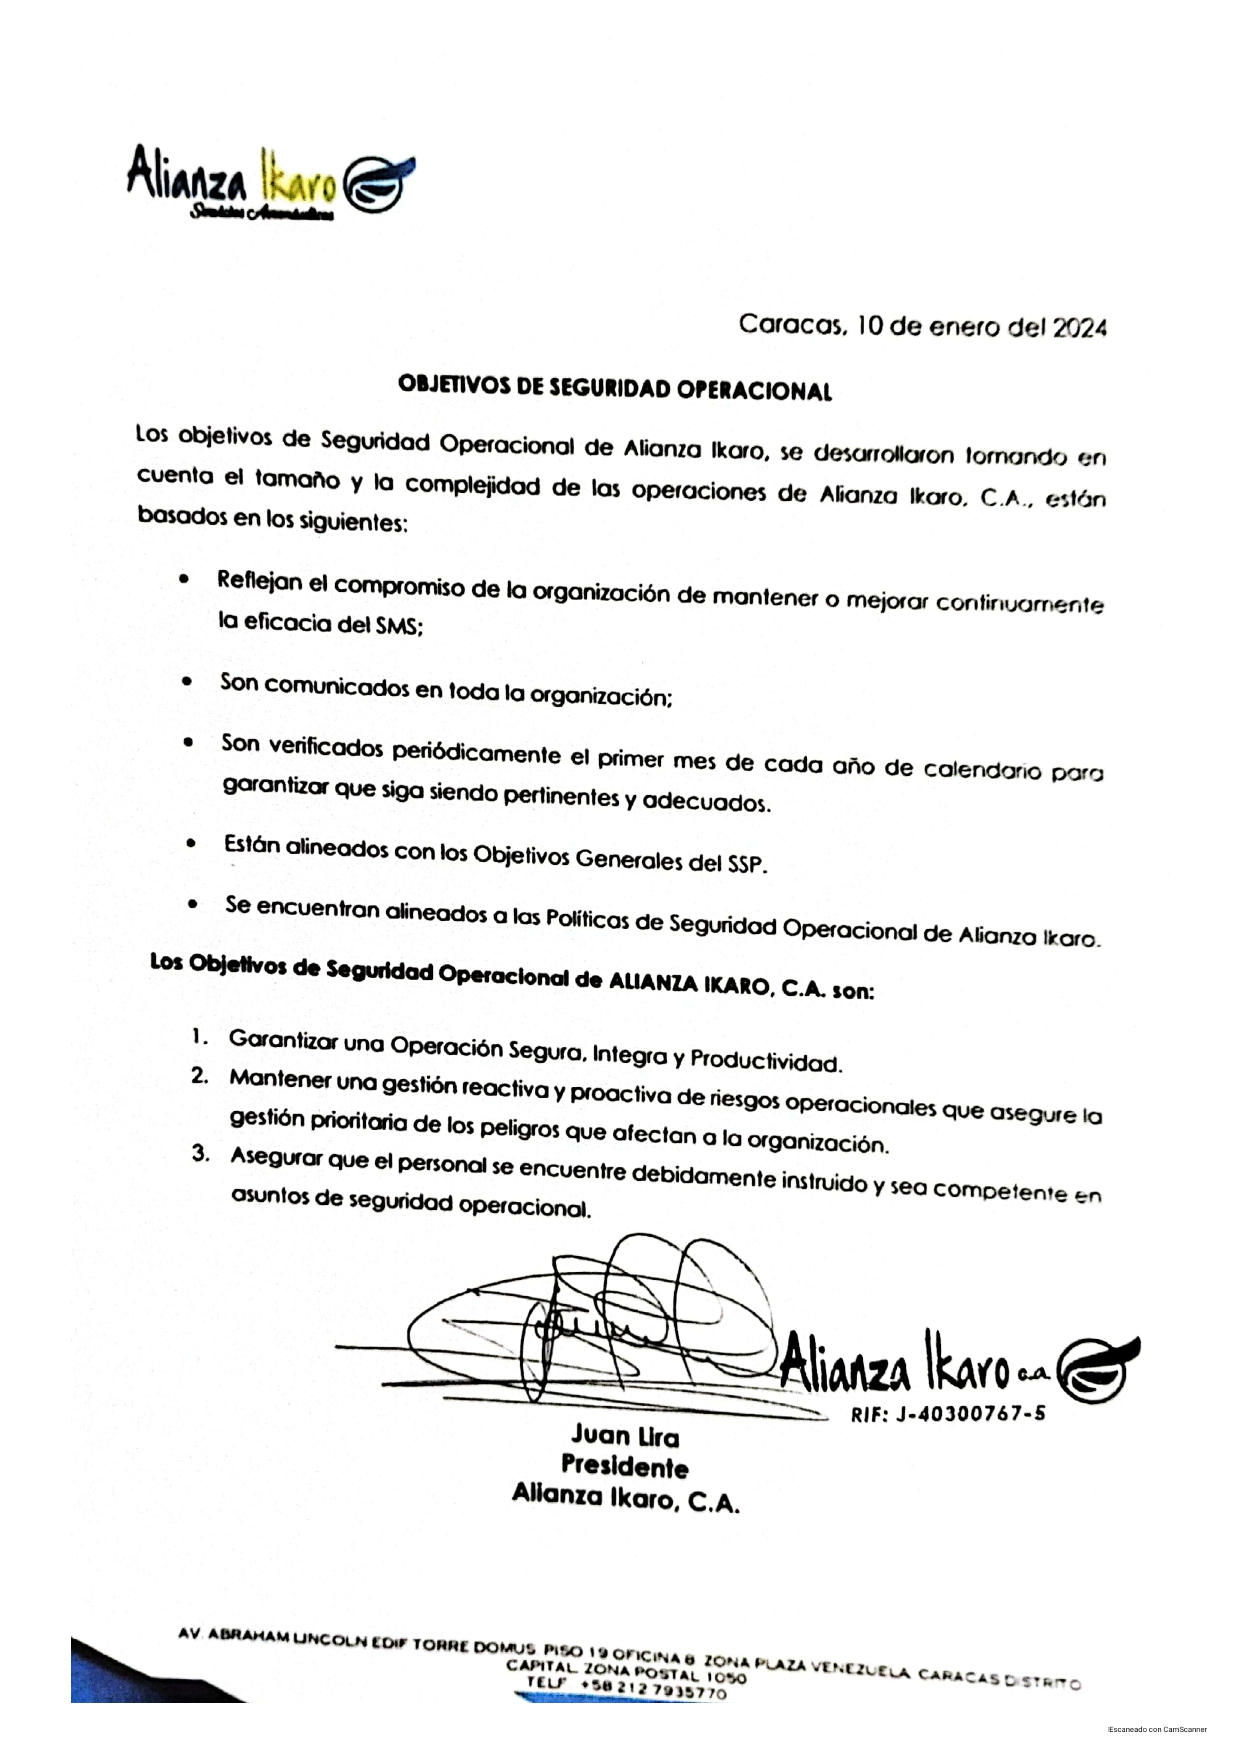 Alianza Ikaro
Servicios Aeronáuticos
Caracas, 10 de enero del 2024
OBJETIVOS DE SEGURIDAD OPERACIONAL
Los objetivos de Seguridad Operacional de Alianza Ikaro, se desarrollaron tomando en
cuenta el tamaño y la complejidad de las operaciones de Alianza Ikaro, C.A., están
basados en los siguientes:
• Reflejan el compromiso de la organización de mantener o mejorar continuamente
la eficacia del SMS;
• Son comunicados en toda la organización;
• Son verificados periódicamente el primer mes de cada año de calendario para
garantizar que siga siendo pertinentes y adecuados.
• Están alineados con los Objetivos Generales del SSP.
• Se encuentran alineados a las Políticas de Seguridad Operacional de Alianza Ikaro.
Los Objetivos de Seguridad Operacional de ALIANZA IKARO, C.A. son:
1. Garantizar una Operación Segura, Integra y Productividad.
2. Mantener una gestión reactiva y proactiva de riesgos operacionales que asegure la
gestión prioritaria de los peligros que afectan a la organización.
3. Asegurar que el personal se encuentre debidamente instruido y sea competente en
asuntos de seguridad operacional.
Alianza Ikaro c.a.
RIF: J-40300767-5
Juan Lira
Presidente
Alianza Ikaro, C.A.
AV. ABRAHAM LINCOLN EDIF TORRE DOMUS PISO 19 OFICINA 8 ZONA PLAZA VENEZUELA CARACAS DISTRITO
CAPITAL ZONA POSTAL 1050
TELF +58 212 7935770
Escaneado con CamScanner